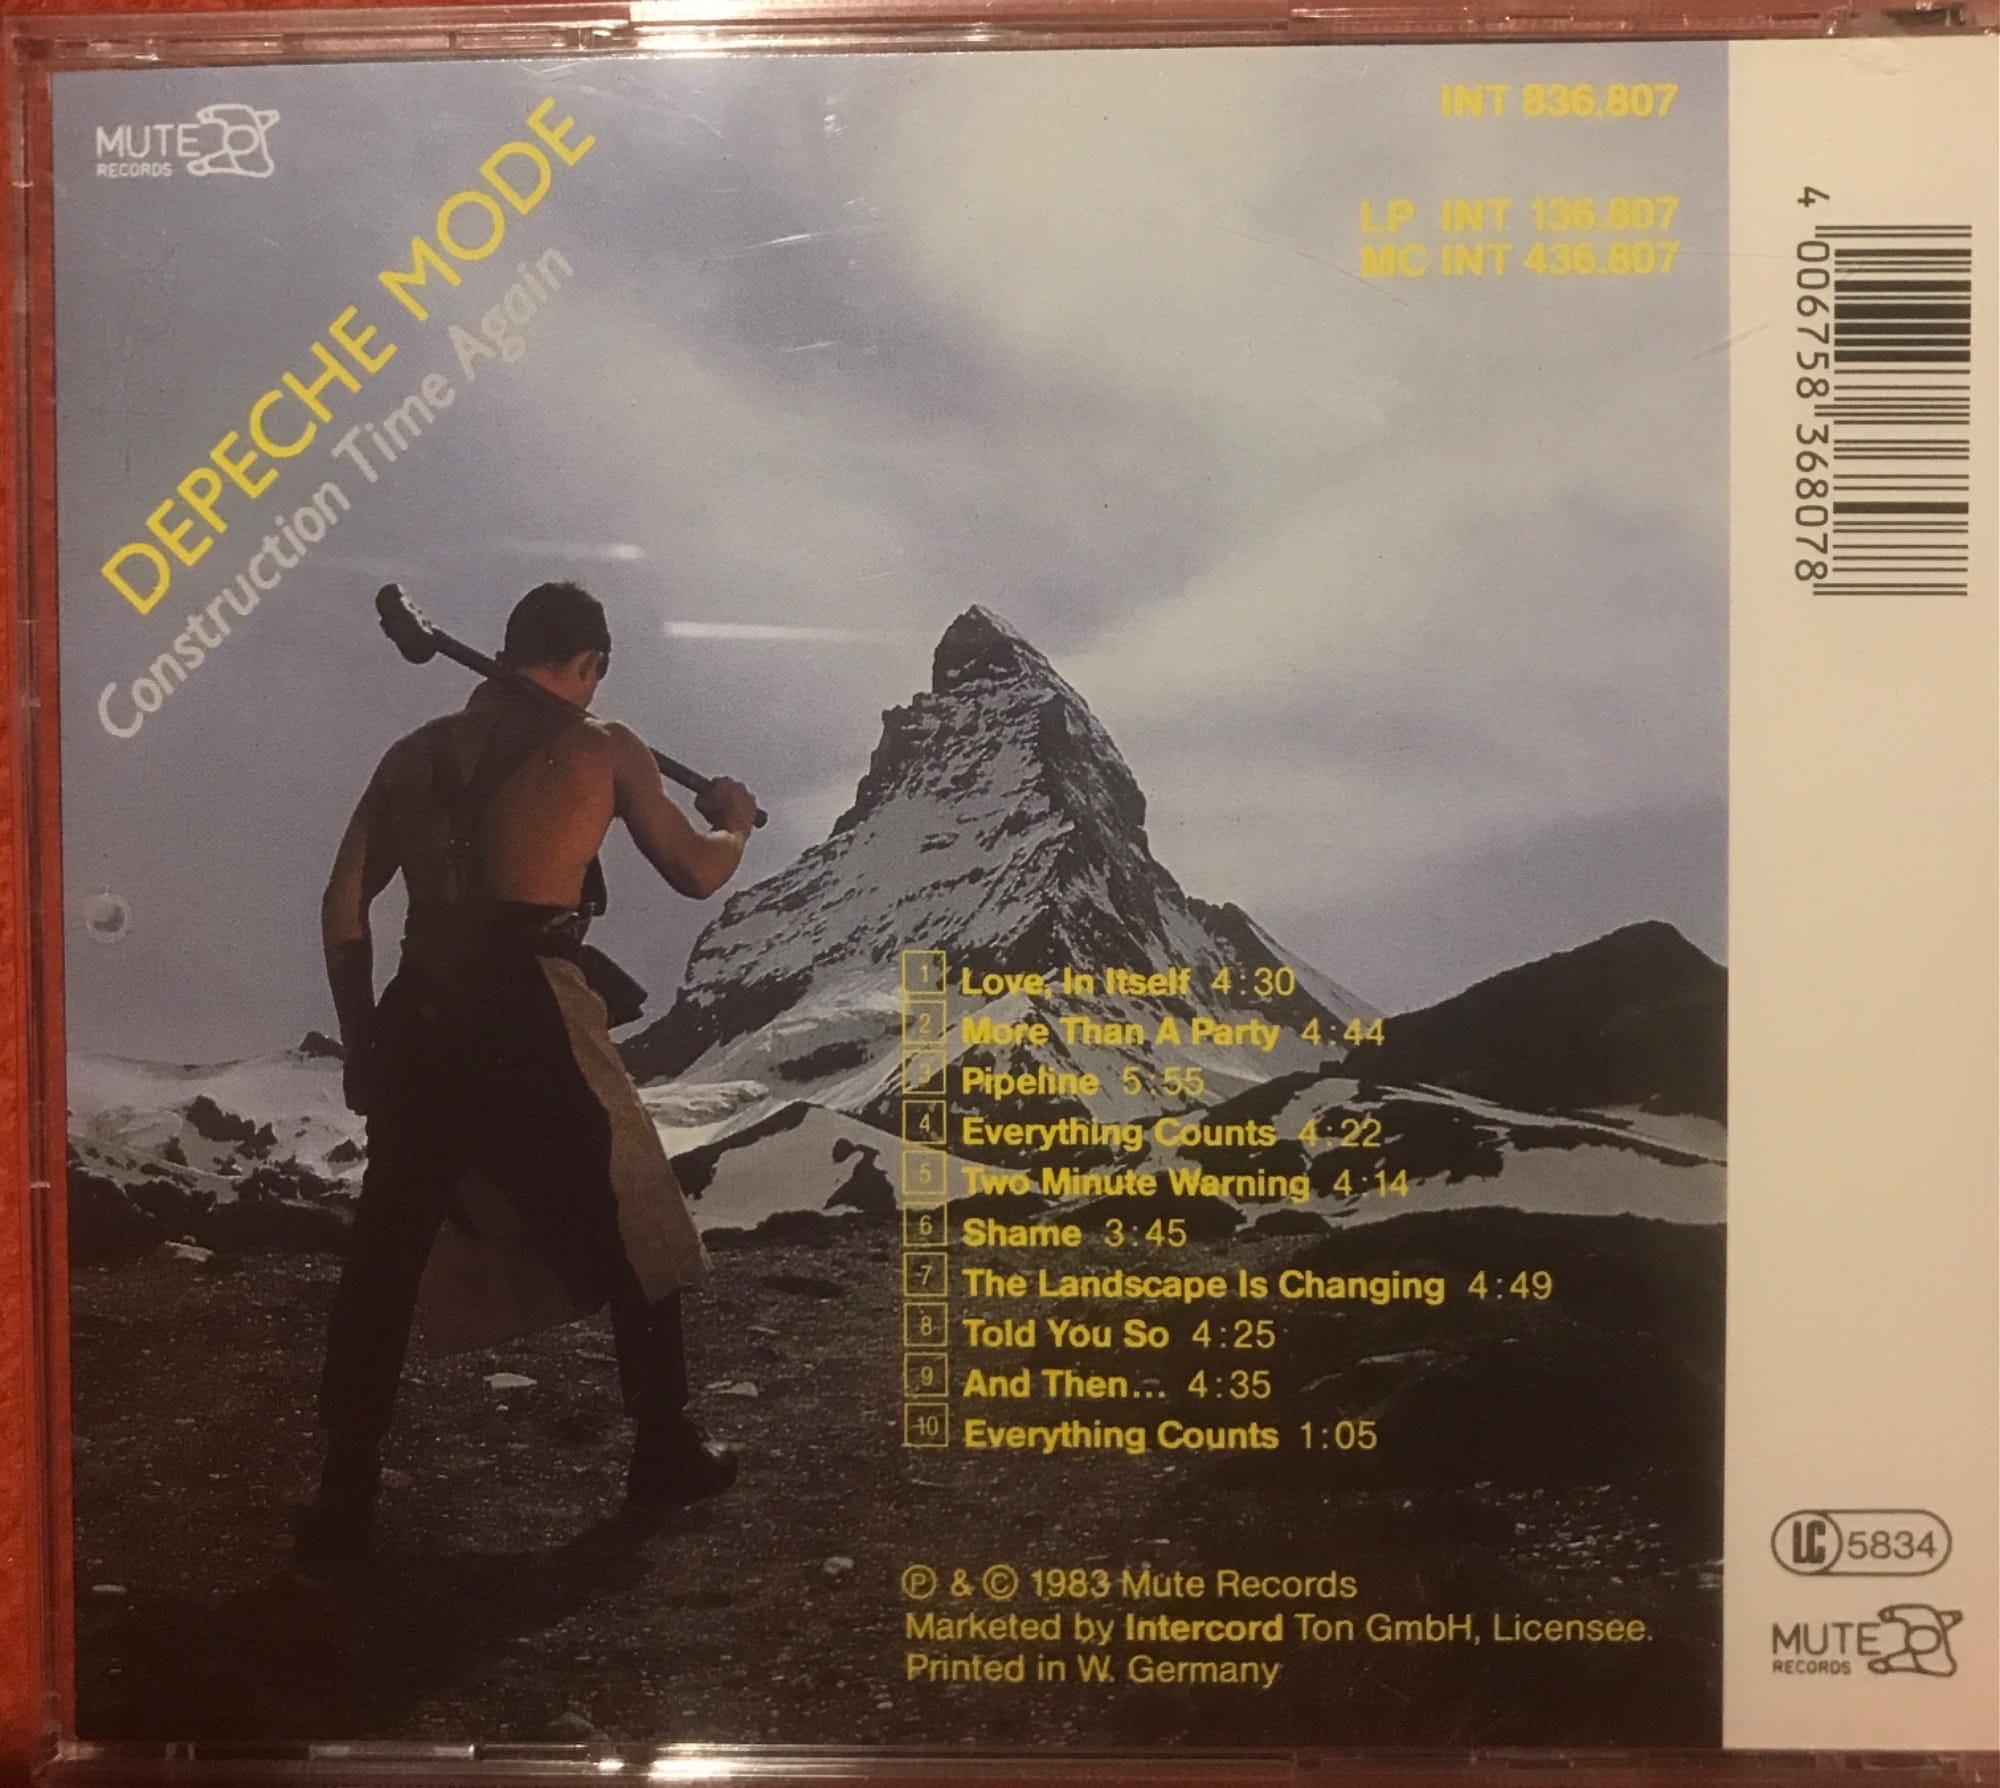 MUTE
RECORDS
DEPECHE MODE
Construction Time Again
INT 836.807
LP INT 136.807
MC INT 436.807
4 006758 368078
1 Love, In Itself 4:30
2 More Than A Party 4:44
3 Pipeline 5:55
4 Everything Counts 4:22
5 Two Minute Warning 4:14
6 Shame 3:45
7 The Landscape Is Changing 4:49
8 Told You So 4:25
9 And Then... 4:35
10 Everything Counts 1:05
℗ & © 1983 Mute Records
Marketed by Intercord Ton GmbH, Licensee.
Printed in W. Germany
LC 5834
MUTE
RECORDS